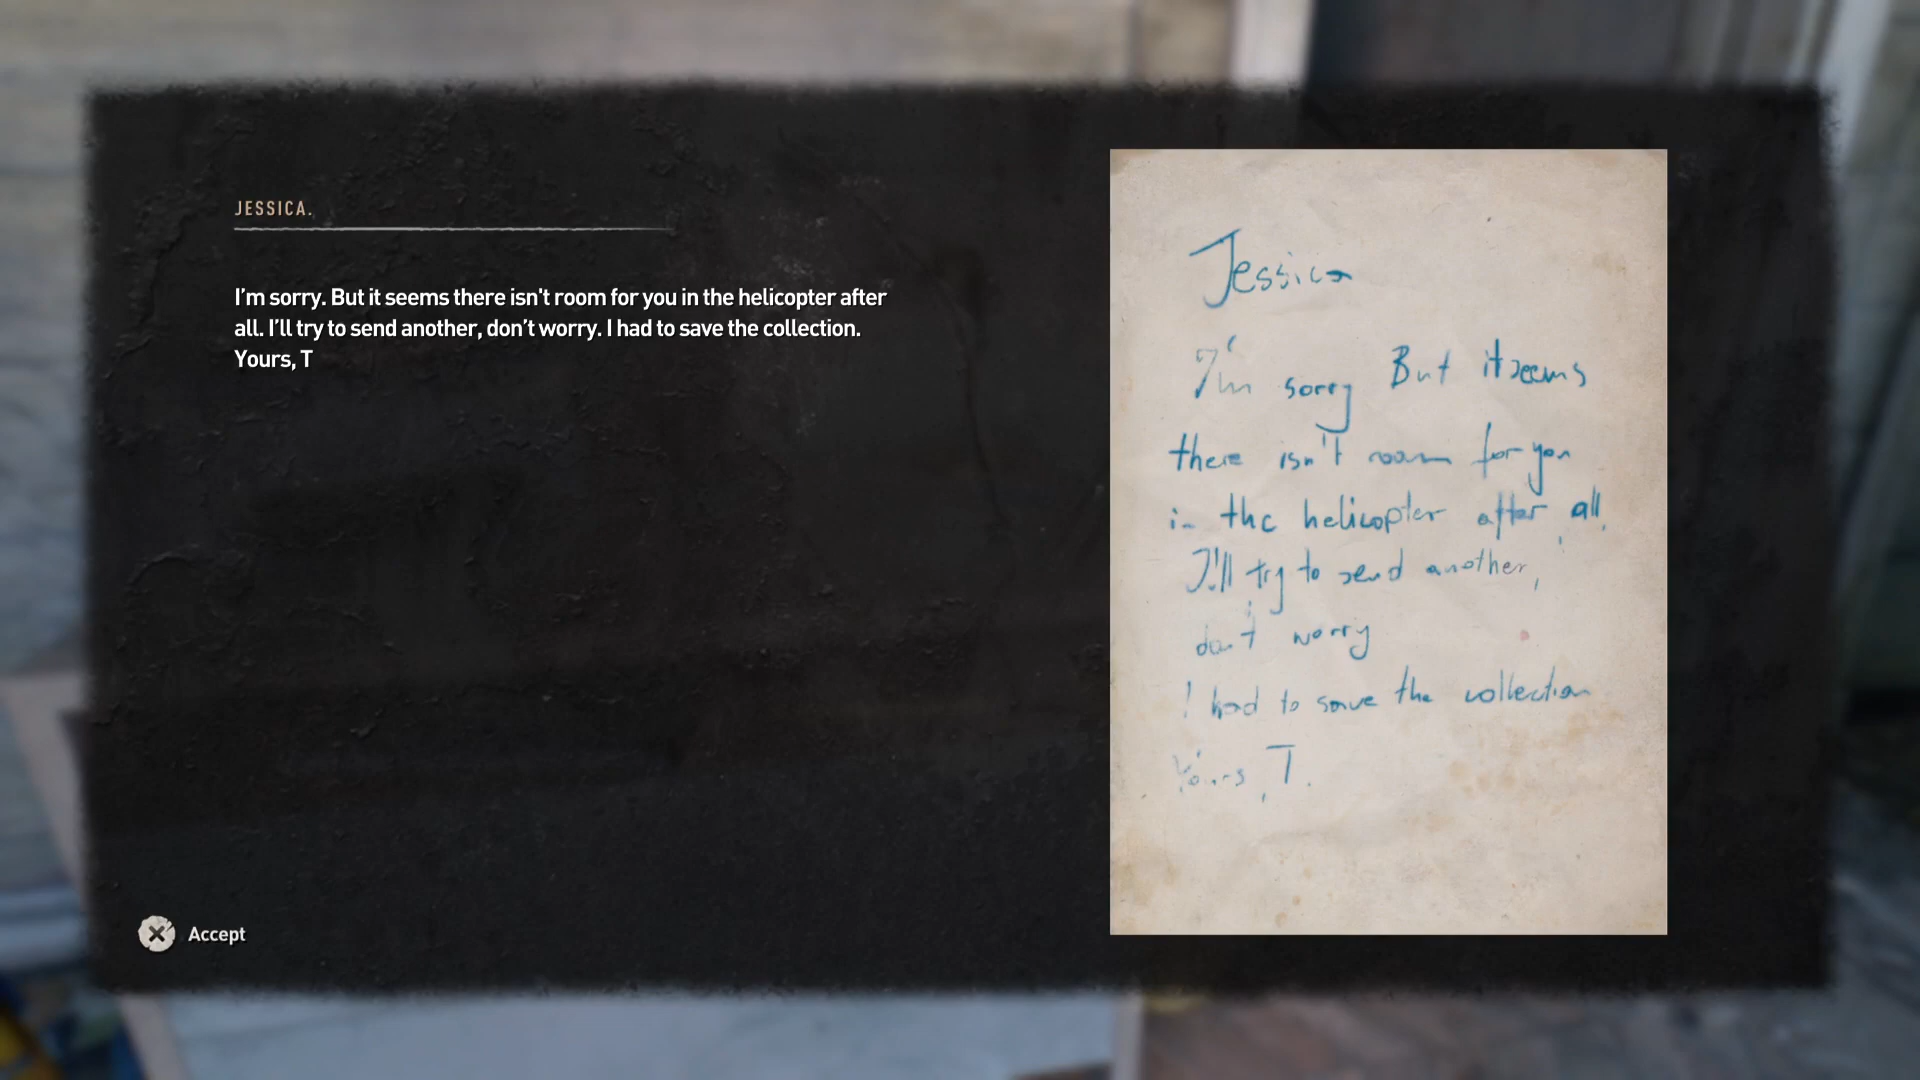 JESSICA.
I'm sorry. But it seems there isn't room for you in the helicopter after
all. I'll try to send another, don't worry. I had to save the collection.
Yours, T
Accept
Jessica
I'm sorry But it seems
there isn't room for you
in the helicopter after all.
I'll try to send another,
don't worry
I had to save the collection
Yours, T.